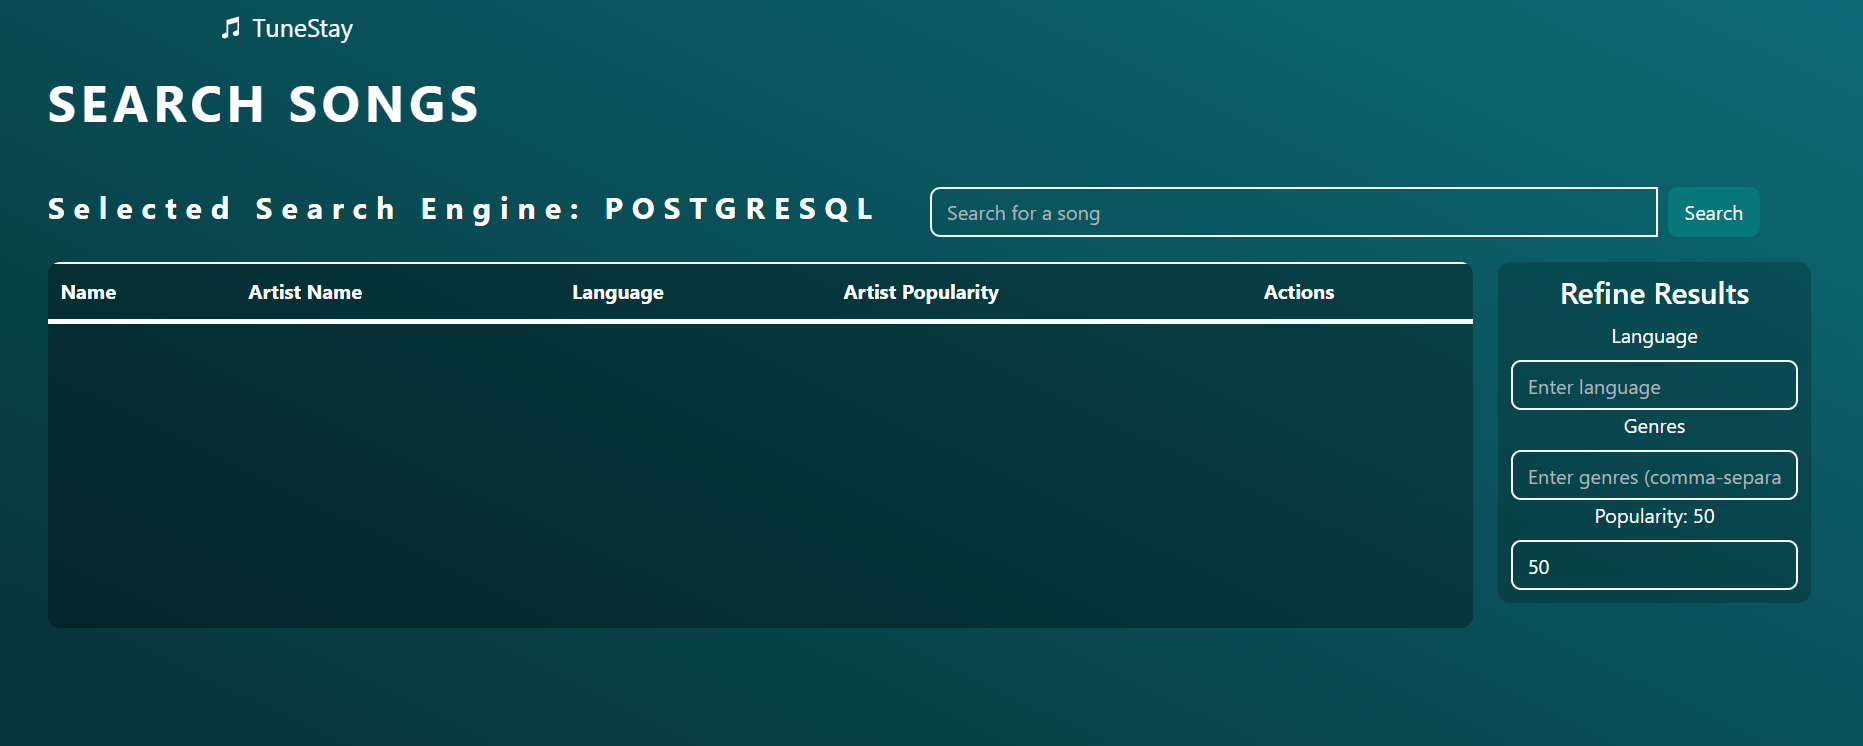 TuneStay
SEARCH SONGS
Selected Search Engine: POSTGRESQL
Search for a song
Search
Name Artist Name Language Artist Popularity Actions
Refine Results
Language
Enter language
Genres
Enter genres (comma-separa
Popularity: 50
50